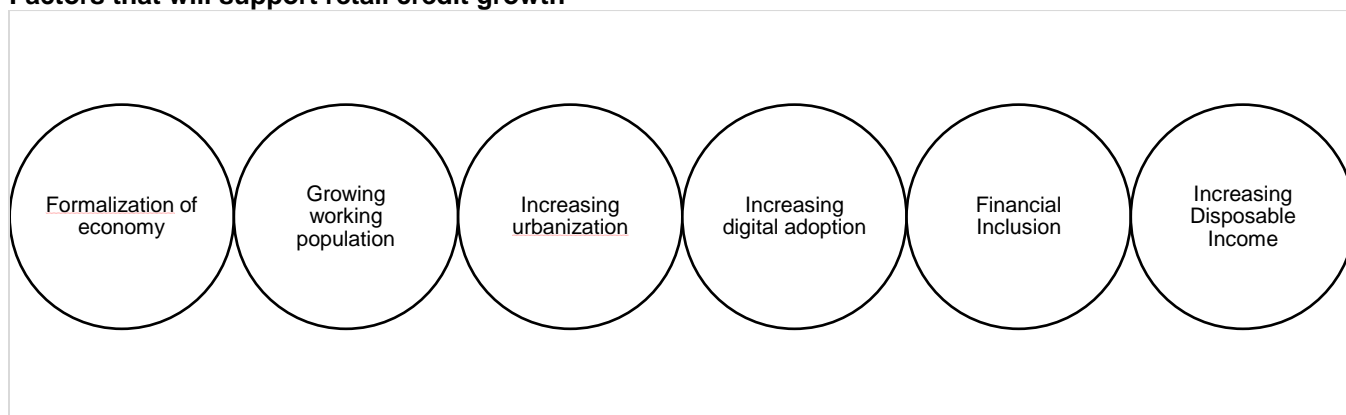 Factors that will support retail credit growth
Formalization of
economy
Growing
working
population
Increasing
urbanization
Increasing
digital adoption
Financial
Inclusion
Increasing
Disposable
Income